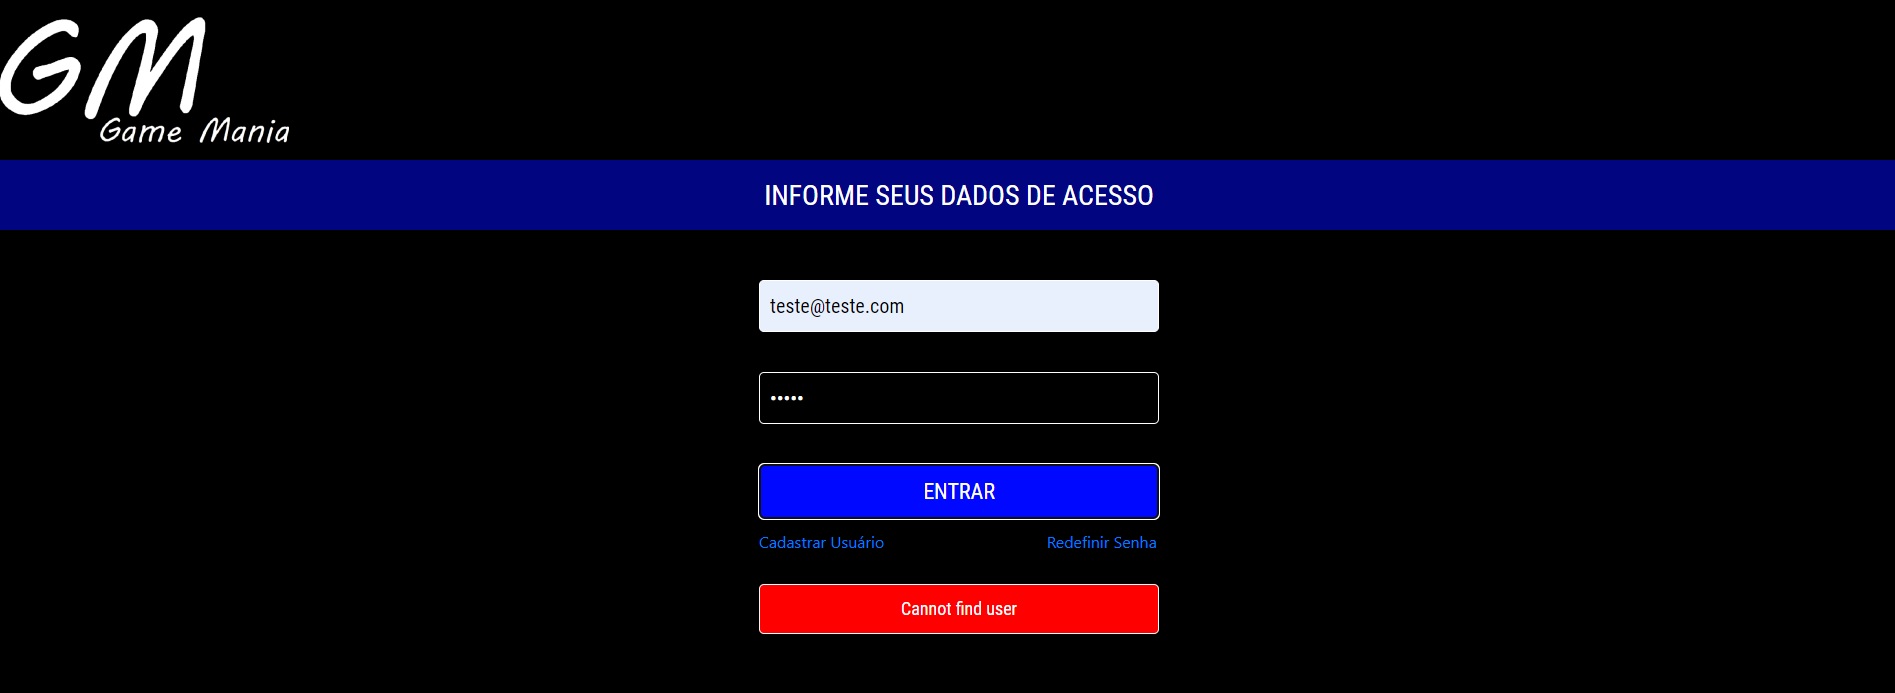 GM
Game Mania
INFORME SEUS DADOS DE ACESSO
teste@teste.com
•••••
ENTRAR
Cadastrar Usuário
Redefinir Senha
Cannot find user